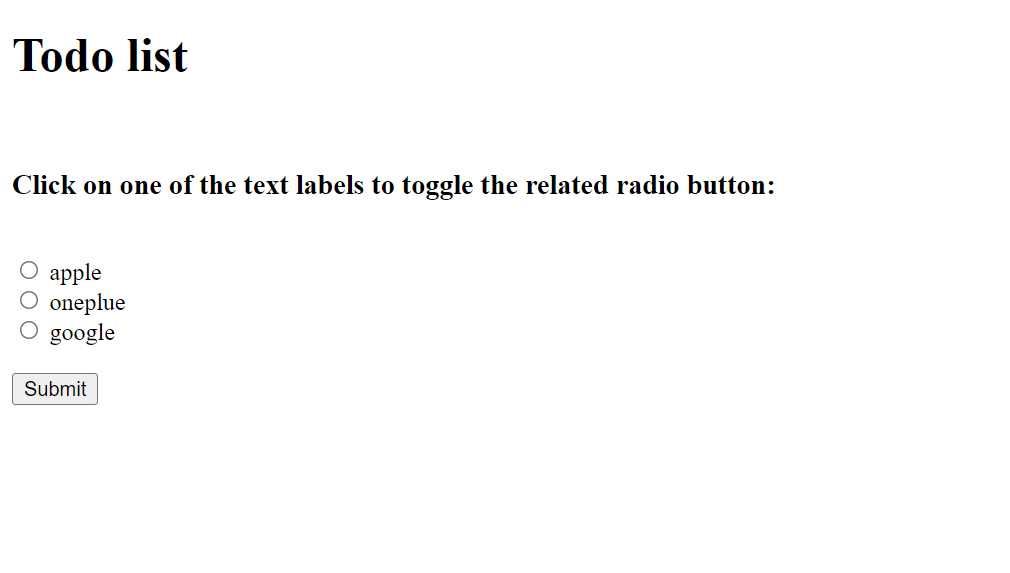 Todo list
Click on one of the text labels to toggle the related radio button:
apple
oneplue
google
Submit